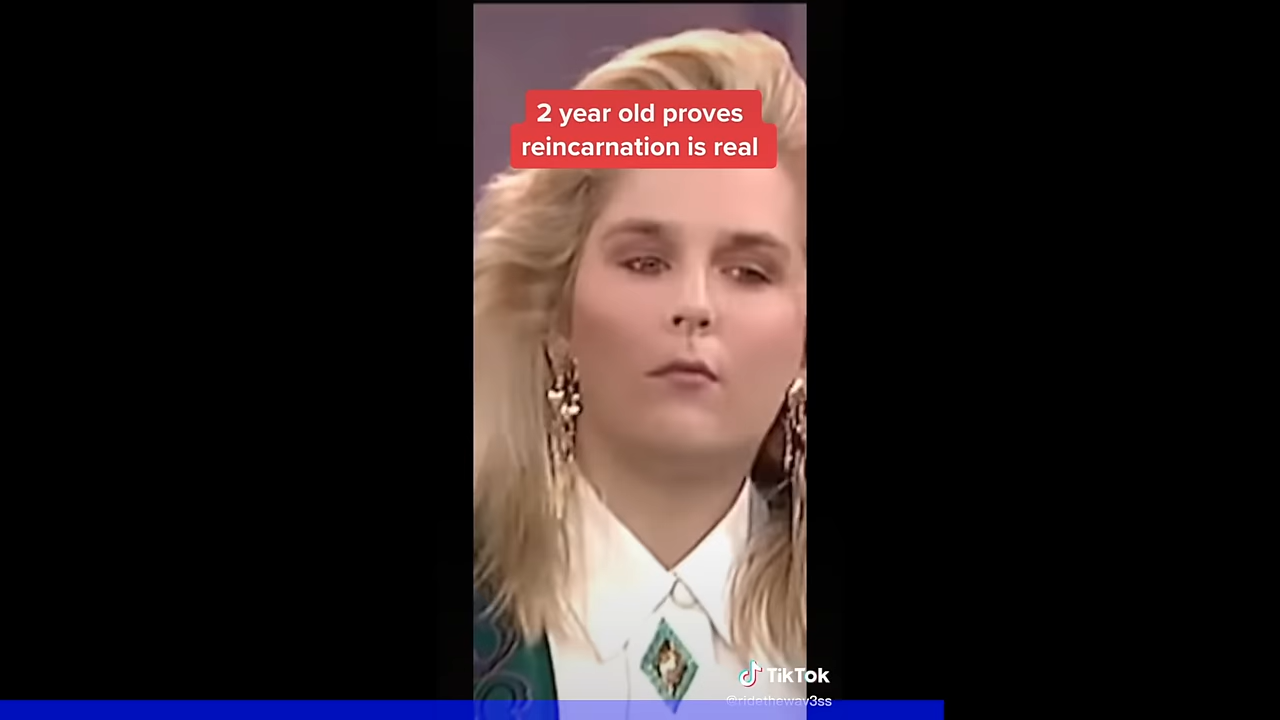 2 year old proves
reincarnation is real
TikTok
@ridethewav3ss